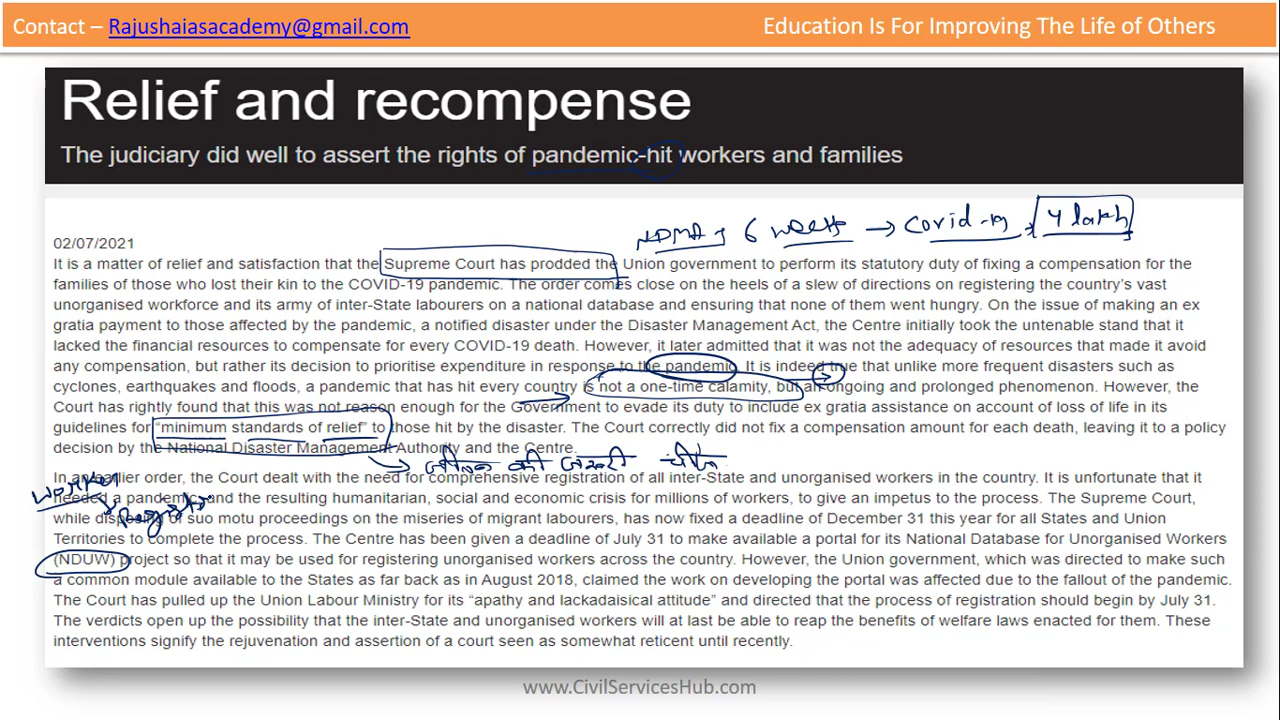 Contact – Rajushaiasacademy@gmail.com
Education Is For Improving The Life of Others
Relief and recompense
The judiciary did well to assert the rights of pandemic-hit workers and families
NDMA 6 weeks → Covid-19, 4 lakh
02/07/2021
It is a matter of relief and satisfaction that the Supreme Court has prodded the Union government to perform its statutory duty of fixing a compensation for the
families of those who lost their kin to the COVID-19 pandemic. The order comes close on the heels of a slew of directions on registering the country's vast
unorganised workforce and its army of inter-State labourers on a national database and ensuring that none of them went hungry. On the issue of making an ex
gratia payment to those affected by the pandemic, a notified disaster under the Disaster Management Act, the Centre initially took the untenable stand that it
lacked the financial resources to compensate for every COVID-19 death. However, it later admitted that it was not the adequacy of resources that made it avoid
any compensation, but rather its decision to prioritise expenditure in response to the pandemic. It is indeed true that unlike more frequent disasters such as
cyclones, earthquakes and floods, a pandemic that has hit every country is not a one-time calamity, but an ongoing and prolonged phenomenon. However, the
Court has rightly found that this was not reason enough for the Government to evade its duty to include ex gratia assistance on account of loss of life in its
guidelines for "minimum standards of relief" to those hit by the disaster. The Court correctly did not fix a compensation amount for each death, leaving it to a policy
decision by the National Disaster Management Authority and the Centre.
In an earlier order, the Court dealt with the need for comprehensive registration of all inter-State and unorganised workers in the country. It is unfortunate that it
needed a pandemic, and the resulting humanitarian, social and economic crisis for millions of workers, to give an impetus to the process. The Supreme Court,
while disposing of suo motu proceedings on the miseries of migrant labourers, has now fixed a deadline of December 31 this year for all States and Union
Territories to complete the process. The Centre has been given a deadline of July 31 to make available a portal for its National Database for Unorganised Workers
(NDUW) project so that it may be used for registering unorganised workers across the country. However, the Union government, which was directed to make such
a common module available to the States as far back as in August 2018, claimed the work on developing the portal was affected due to the fallout of the pandemic.
The Court has pulled up the Union Labour Ministry for its "apathy and lackadaisical attitude" and directed that the process of registration should begin by July 31.
The verdicts open up the possibility that the inter-State and unorganised workers will at last be able to reap the benefits of welfare laws enacted for them. These
interventions signify the rejuvenation and assertion of a court seen as somewhat reticent until recently.
www.CivilServicesHub.com